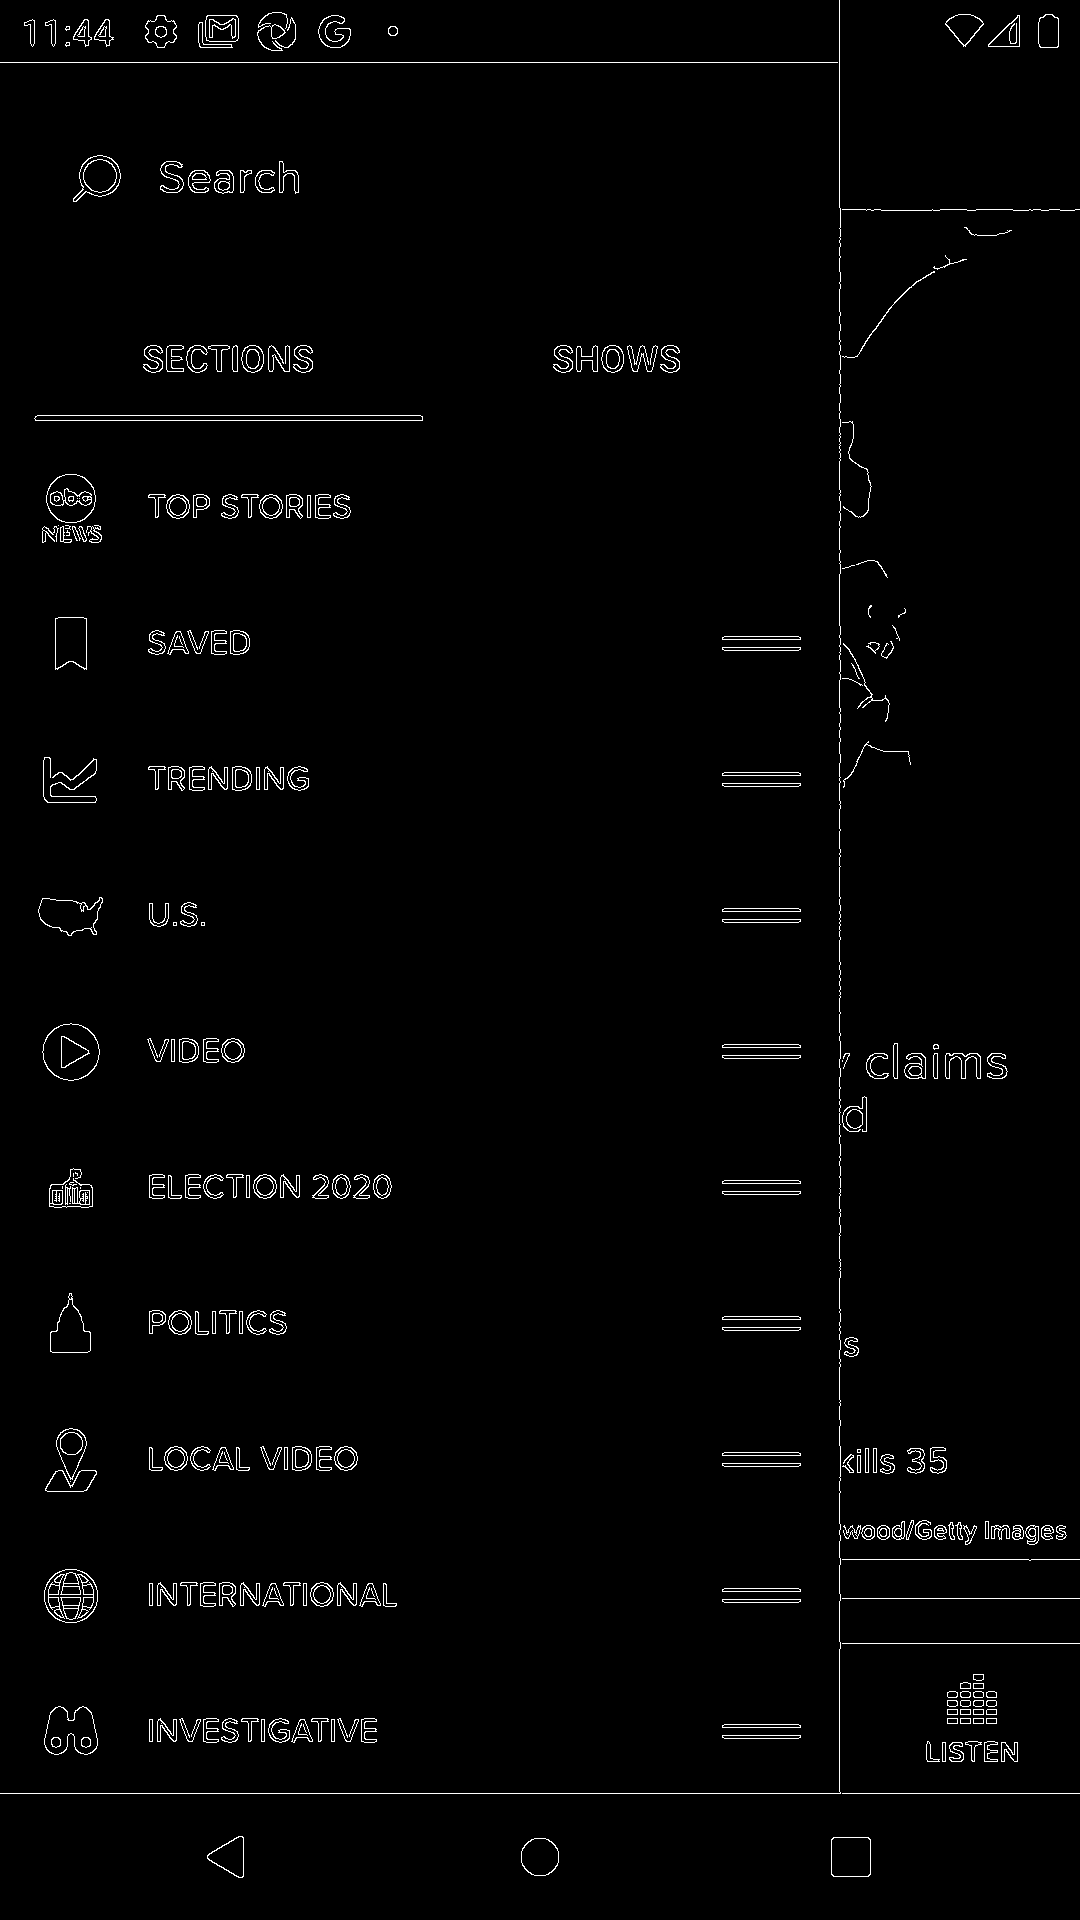 11:44
Search
SECTIONS SHOWS
abc
NEWS
TOP STORIES
SAVED
TRENDING
U.S.
VIDEO
claims
d
ELECTION 2020
POLITICS
s
LOCAL VIDEO
kills 35
wood/Getty Images
INTERNATIONAL
INVESTIGATIVE
LISTEN